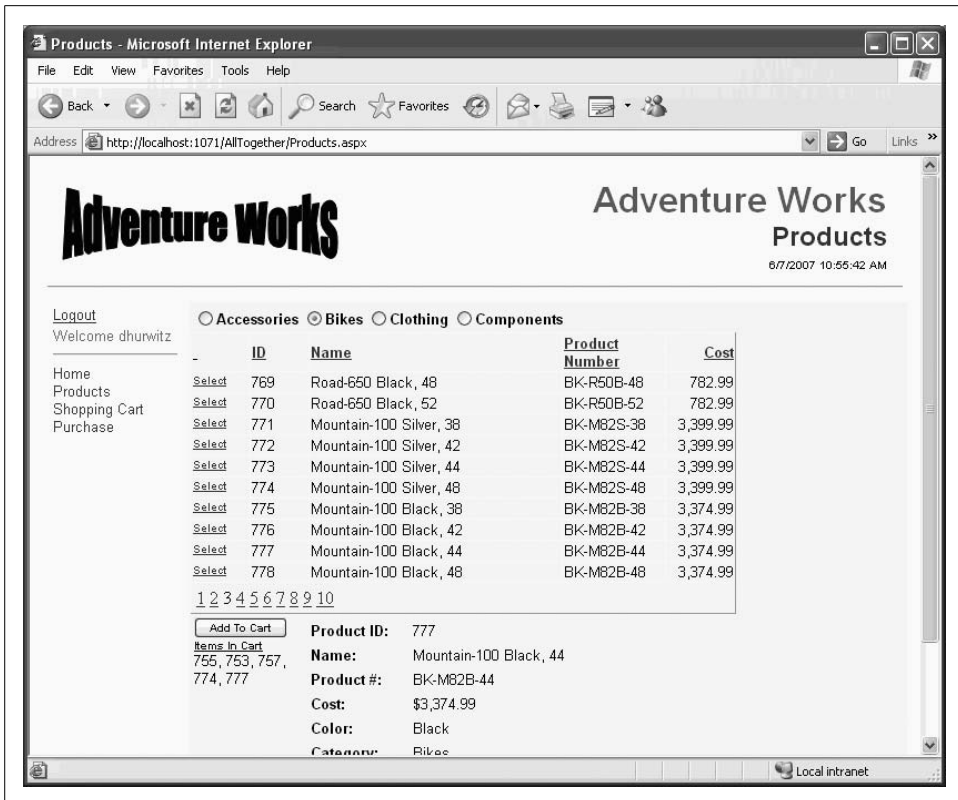 Products - Microsoft Internet Explorer
File Edit View Favorites Tools Help
Back Search Favorites
Address http://localhost:1071/AllTogether/Products.aspx Go Links »
Adventure Works
Adventure Works
Products
6/7/2007 10:55:42 AM
Logout
Welcome dhurwitz
Home
Products
Shopping Cart
Purchase
Accessories Bikes Clothing Components
ID Name Product Number Cost
Select 769 Road-650 Black, 48 BK-R50B-48 782.99
Select 770 Road-650 Black, 52 BK-R50B-52 782.99
Select 771 Mountain-100 Silver, 38 BK-M82S-38 3,399.99
Select 772 Mountain-100 Silver, 42 BK-M82S-42 3,399.99
Select 773 Mountain-100 Silver, 44 BK-M82S-44 3,399.99
Select 774 Mountain-100 Silver, 48 BK-M82S-48 3,399.99
Select 775 Mountain-100 Black, 38 BK-M82B-38 3,374.99
Select 776 Mountain-100 Black, 42 BK-M82B-42 3,374.99
Select 777 Mountain-100 Black, 44 BK-M82B-44 3,374.99
Select 778 Mountain-100 Black, 48 BK-M82B-48 3,374.99
1 2 3 4 5 6 7 8 9 10
Add To Cart
Items In Cart
755, 753, 757,
774, 777
Product ID: 777
Name: Mountain-100 Black, 44
Product #: BK-M82B-44
Cost: $3,374.99
Color: Black
Category: Bikes
Local intranet